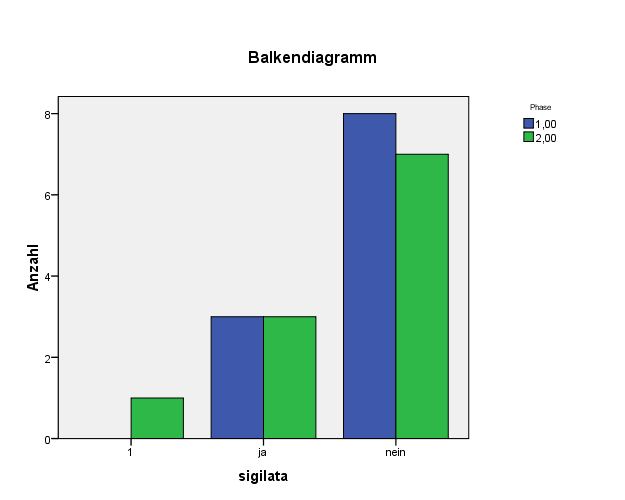 Balkendiagramm
Phase
1,00
2,00
Anzahl
8
6
4
2
0
1
ja
nein
sigilata